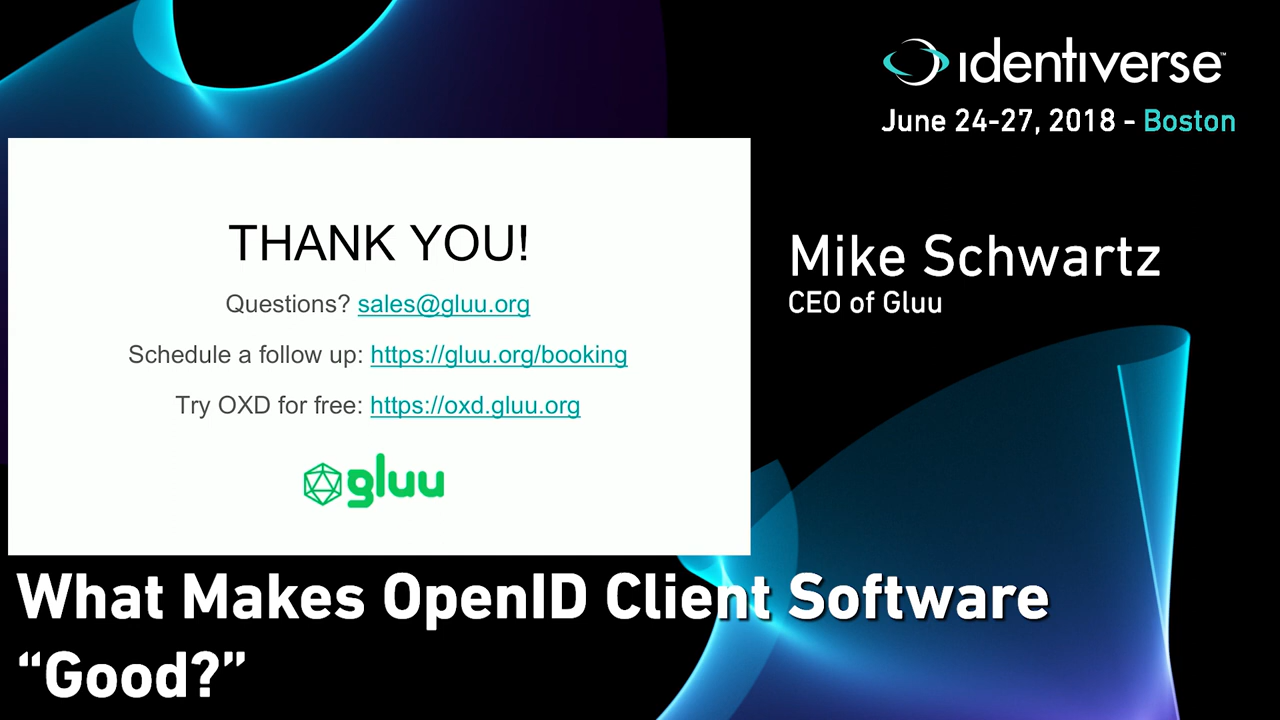 identiverse™
June 24-27, 2018 - Boston
THANK YOU!
Questions? sales@gluu.org
Schedule a follow up: https://gluu.org/booking
Try OXD for free: https://oxd.gluu.org
gluu
Mike Schwartz
CEO of Gluu
What Makes OpenID Client Software
“Good?”